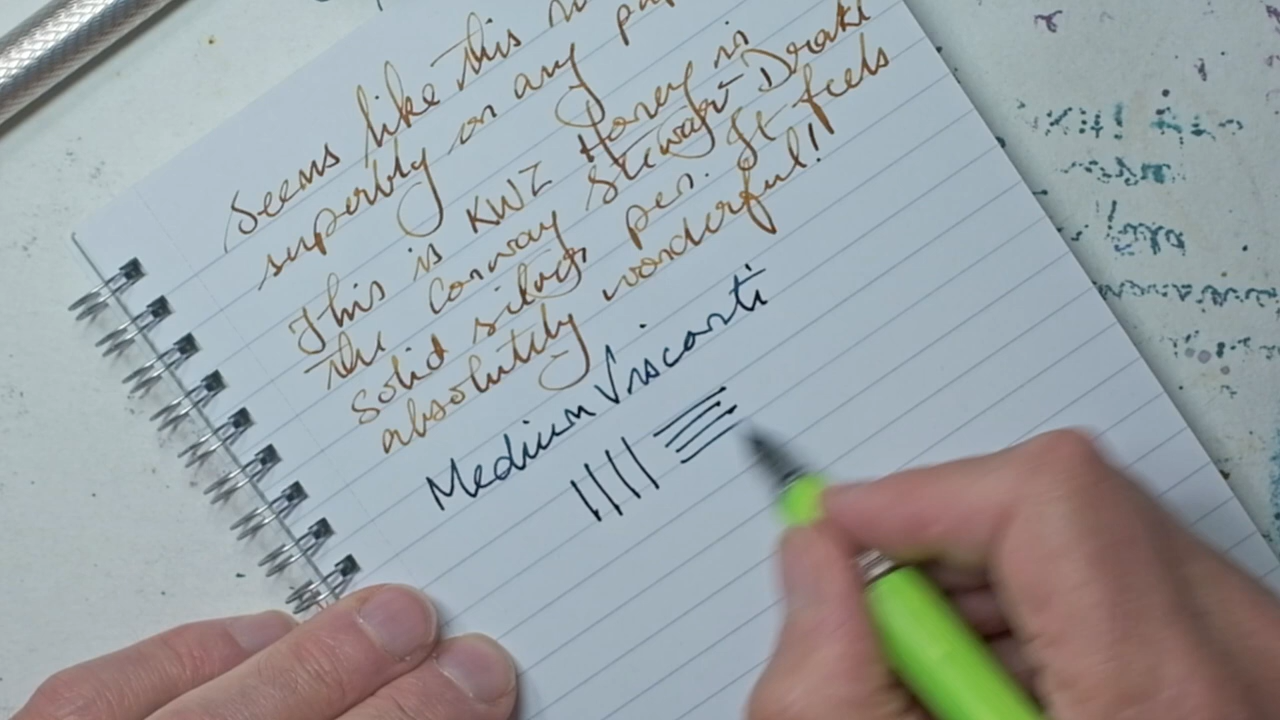 seems like this
superbly on any
This is KWZ Honey in
the Conway Stewart Drake
solid silver pen. It feels
absolutely wonderful!
Medium Visconti